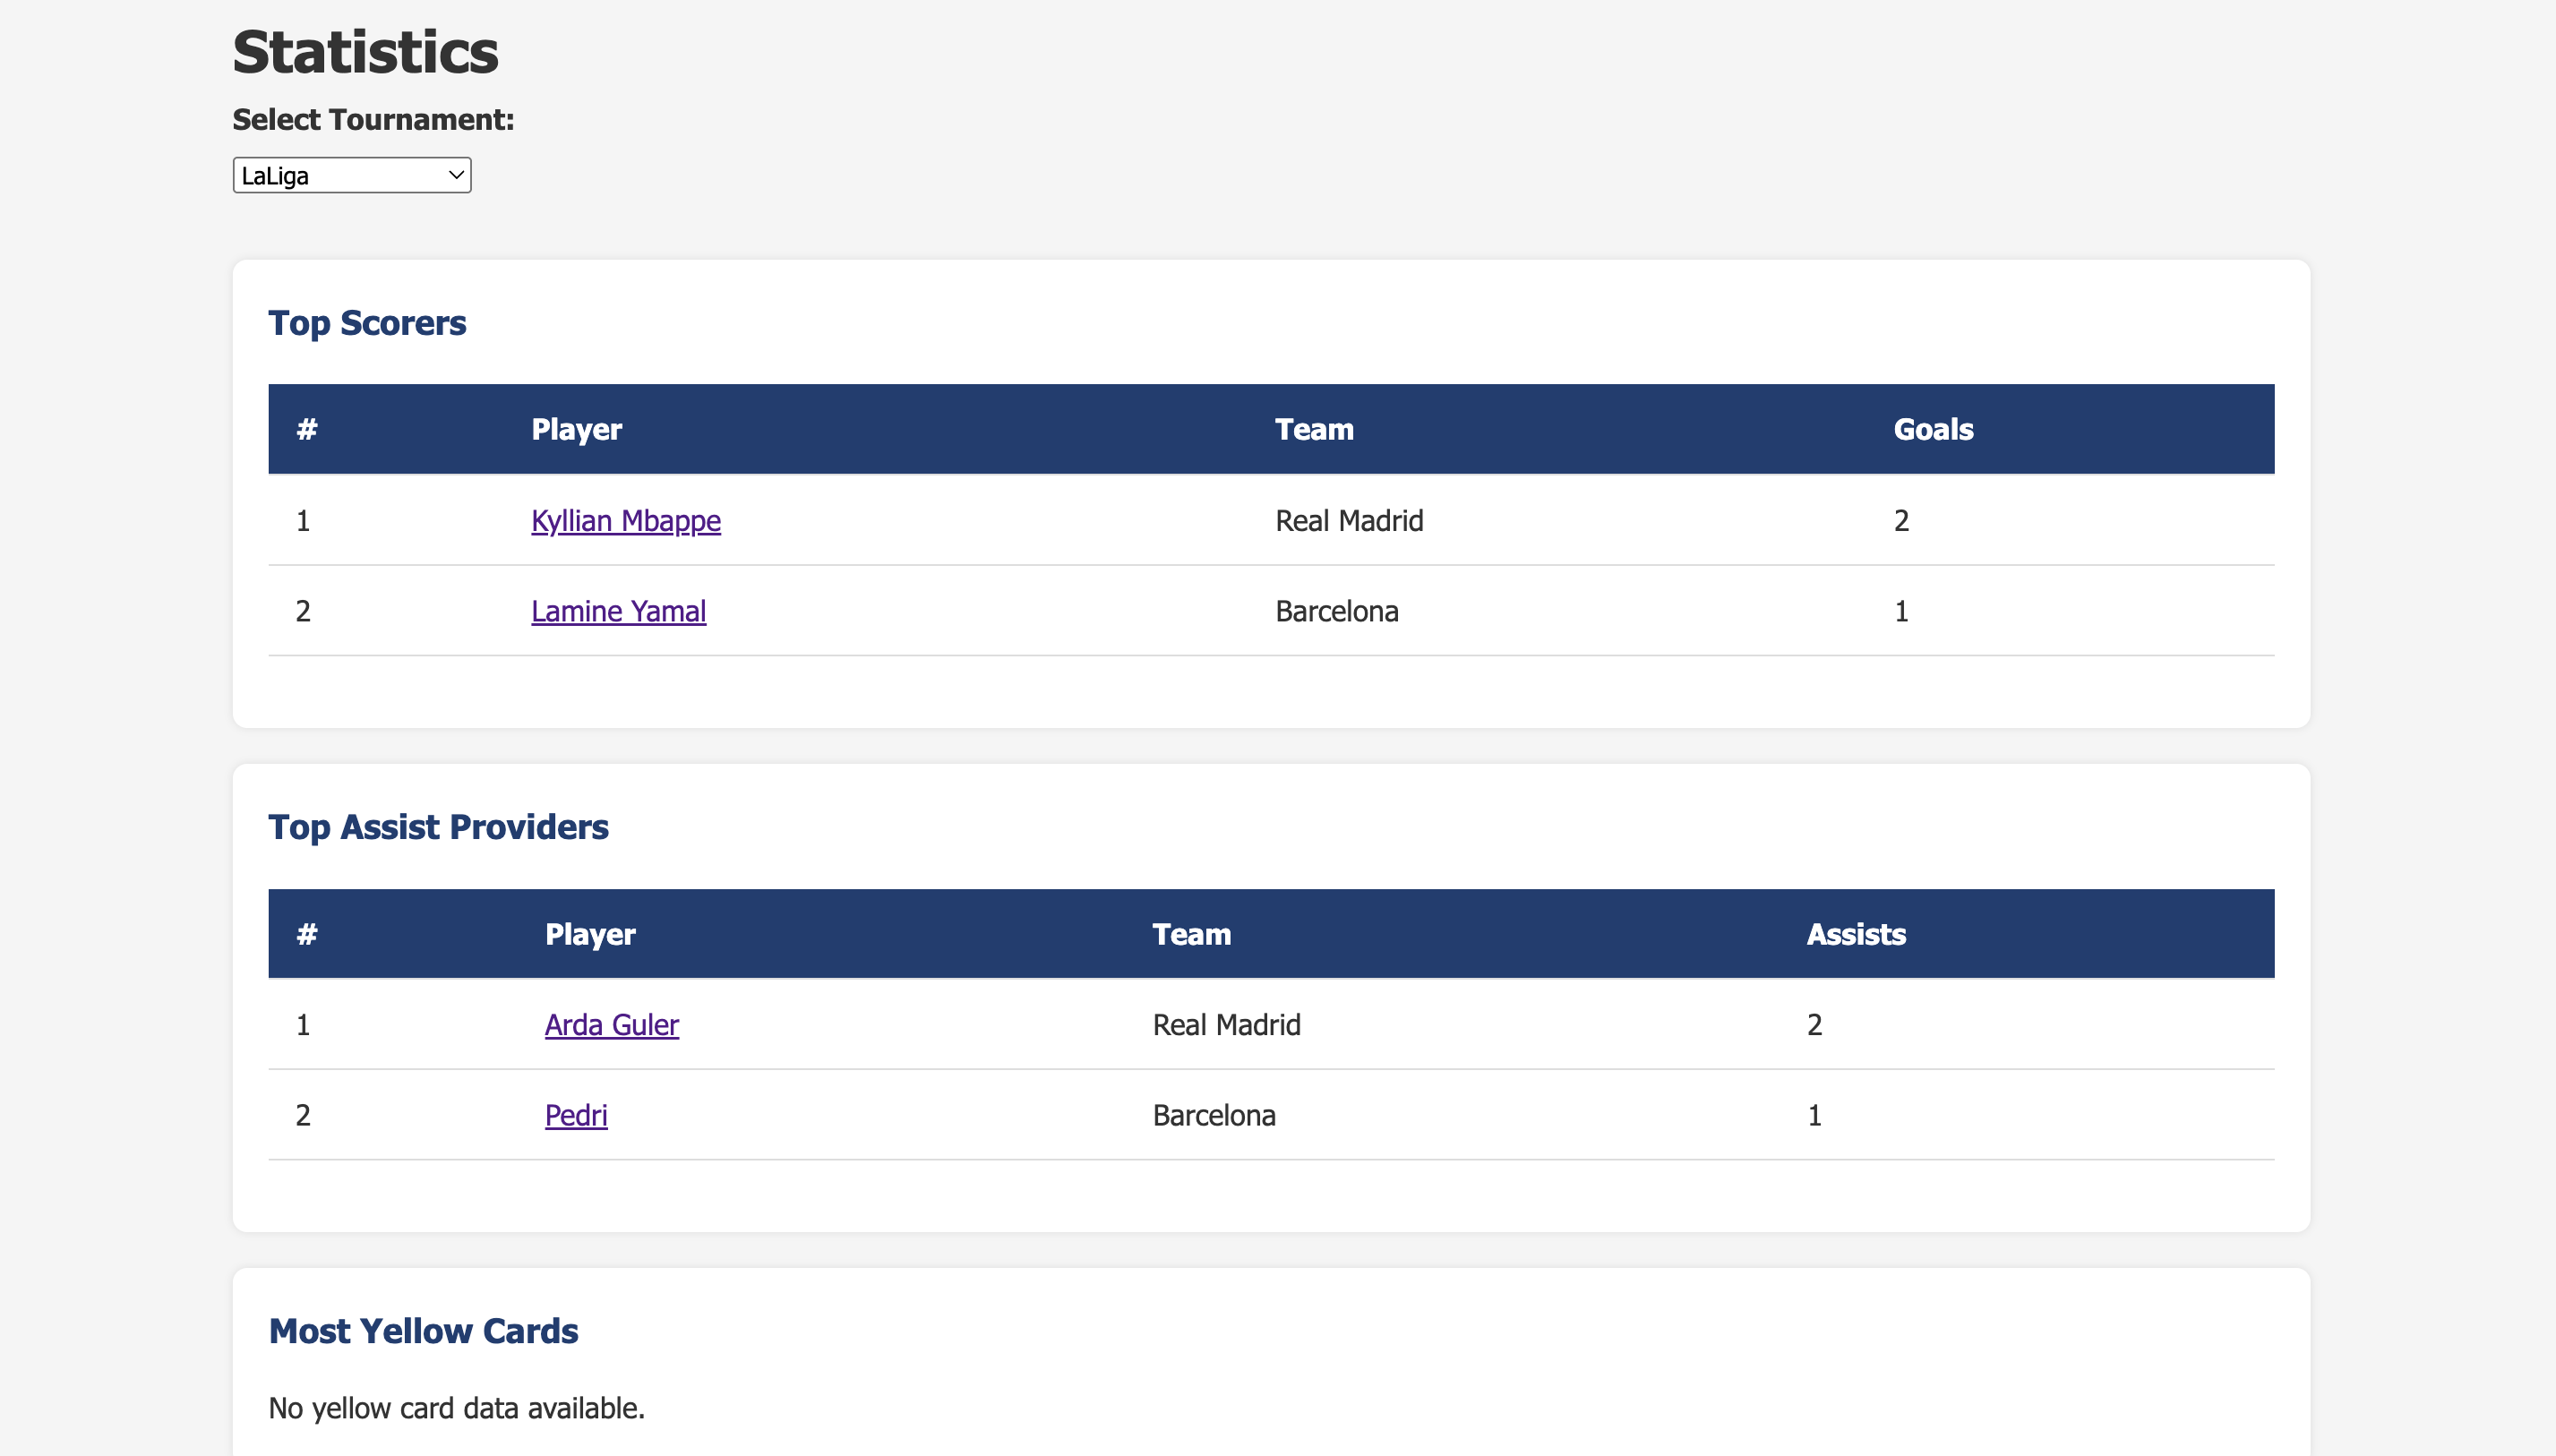 Statistics
Select Tournament:
LaLiga
Top Scorers
# Player Team Goals
1 Kyllian Mbappe Real Madrid 2
2 Lamine Yamal Barcelona 1
Top Assist Providers
# Player Team Assists
1 Arda Guler Real Madrid 2
2 Pedri Barcelona 1
Most Yellow Cards
No yellow card data available.